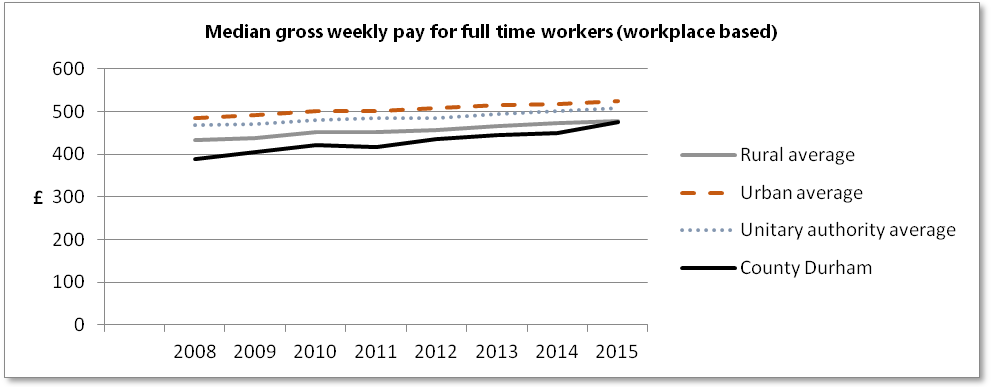 Median gross weekly pay for full time workers (workplace based)
600
500
400
300
200
100
0
£
2008 2009 2010 2011 2012 2013 2014 2015
Rural average
Urban average
Unitary authority average
County Durham